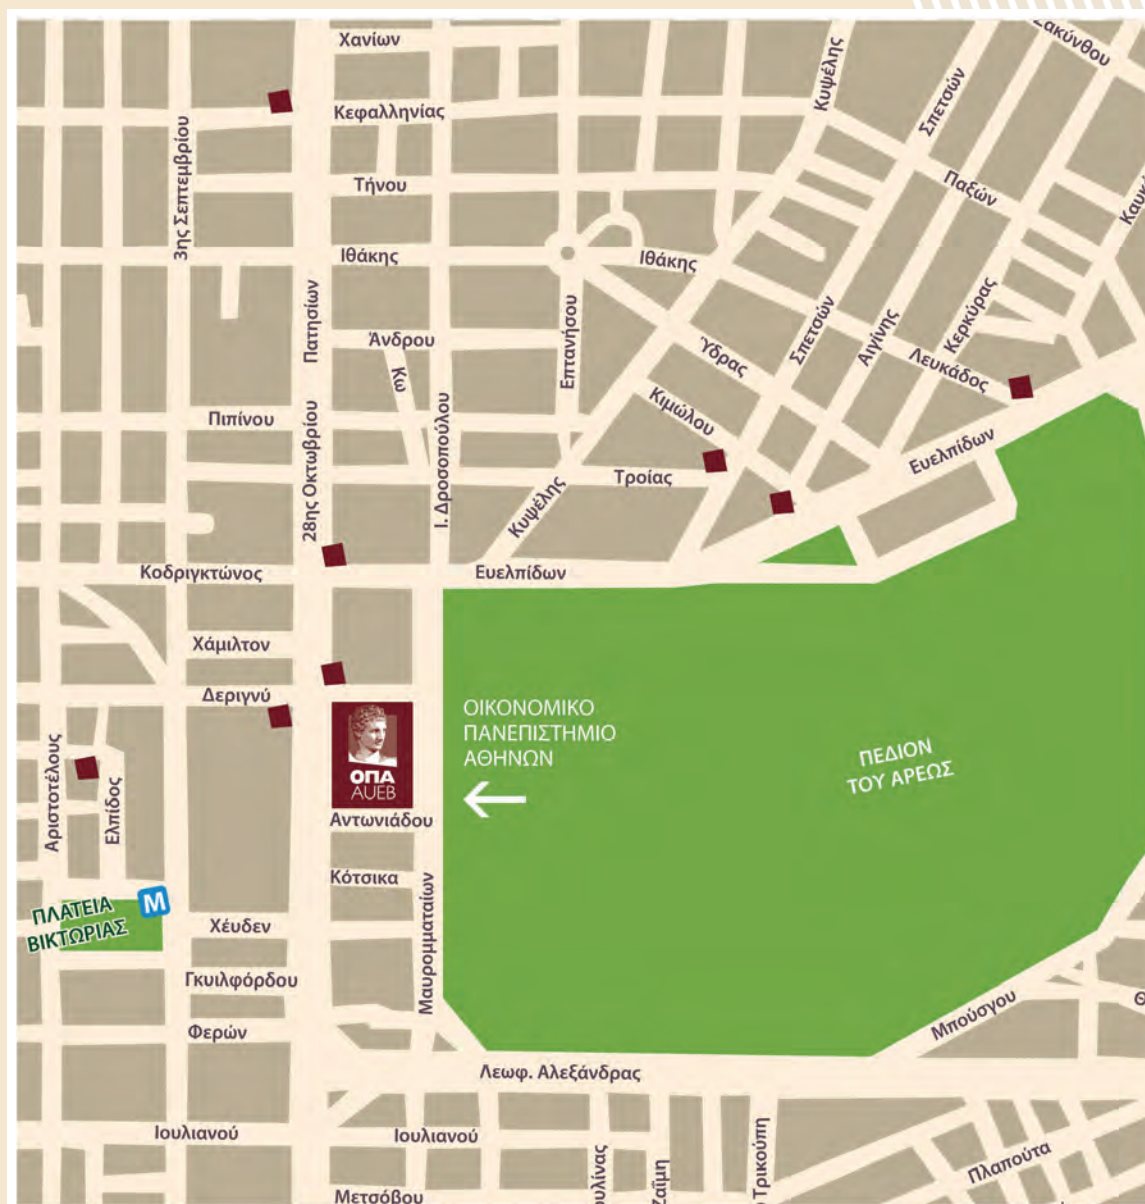 Ζακύνθου
Χανίων
Κυψέλης
Σπετσών
Κεφαλληνίας
3ης Σεπτεμβρίου
Τήνου
Παξών
Ιθάκης
Ιθάκης
Πατησίων
Άνδρου
Κω
Επτανήσου
Ύδρας
Σπετσών
Αιγίνης
Κερκύρας
Λευκάδος
Κιμώλου
Πιπίνου
28ης Οκτωβρίου
Ι. Δροσοπούλου
Κυψέλης
Τροίας
Ευελπίδων
Κοδριγκτώνος
Ευελπίδων
Χάμιλτον
Δεριγνύ
ΟΙΚΟΝΟΜΙΚΟ
ΠΑΝΕΠΙΣΤΗΜΙΟ
ΑΘΗΝΩΝ
ΟΠΑ
AUEB
ΠΕΔΙΟΝ
ΤΟΥ ΑΡΕΩΣ
Αριστοτέλους
Ελπίδος
Αντωνιάδου
Κότσικα
Μαυρομματαίων
M
ΠΛΑΤΕΙΑ
ΒΙΚΤΩΡΙΑΣ
Χέυδεν
Γκυιλφόρδου
Φερών
Μπούσγου
Λεωφ. Αλεξάνδρας
Ιουλιανού
Ιουλιανού
Ζαΐμη
Τρικούπη
Πλαπούτα
Μετσόβου